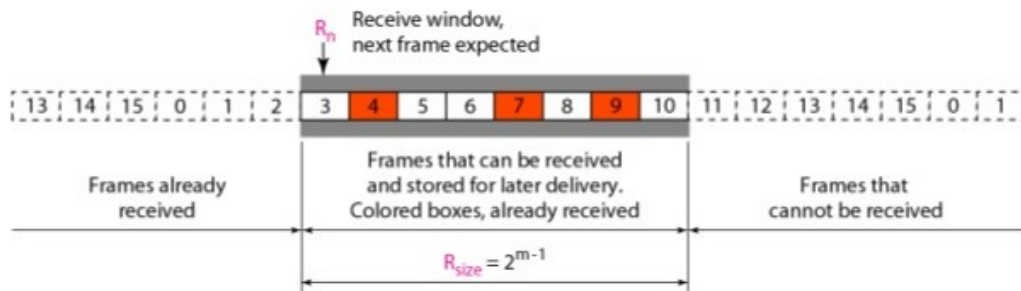 Rn
Receive window,
next frame expected
13 14 15 0 1 2 3 4 5 6 7 8 9 10 11 12 13 14 15 0 1
Frames already
received
Frames that can be received
and stored for later delivery.
Colored boxes, already received
Frames that
cannot be received
Rsize = 2^m-1